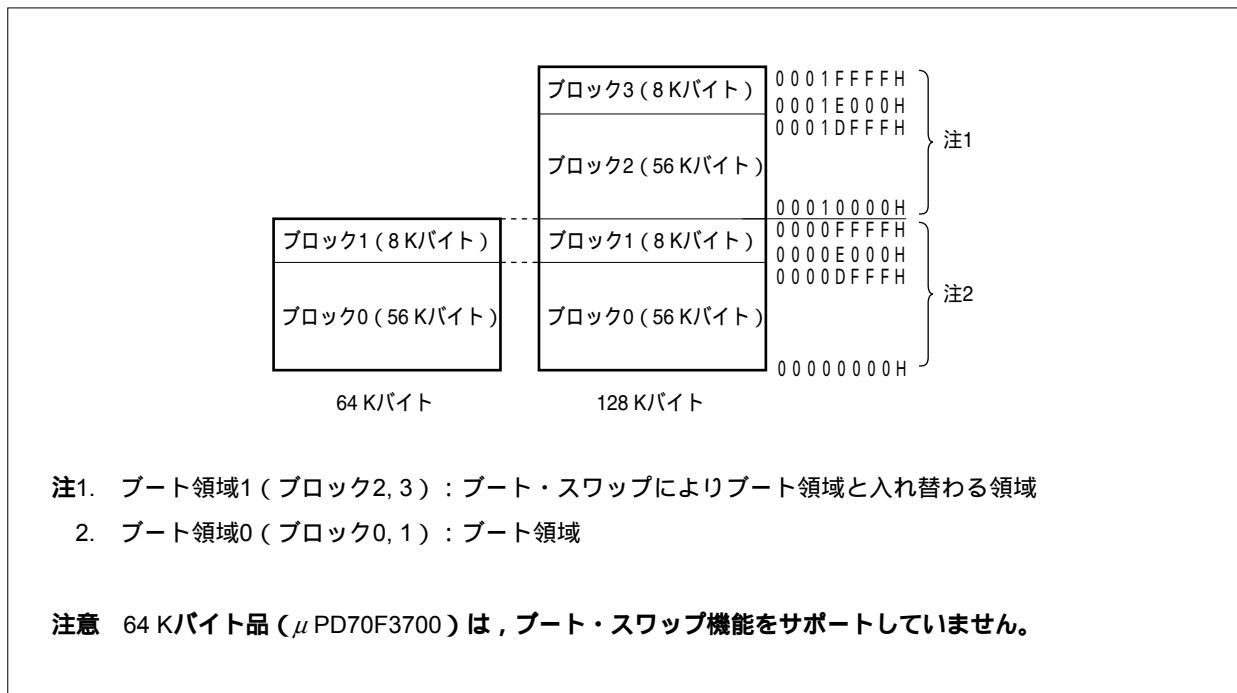 ブロック3（8 Kバイト）
0001FFFFH
0001E000H
0001DFFFH
注1
ブロック2（56 Kバイト）
00010000H
ブロック1（8 Kバイト）
ブロック1（8 Kバイト）
0000FFFFH
0000E000H
0000DFFFH
注2
ブロック0（56 Kバイト）
ブロック0（56 Kバイト）
00000000H
64 Kバイト
128 Kバイト
注1. ブート領域1（ブロック2, 3）：ブート・スワップによりブート領域と入れ替わる領域
2. ブート領域0（ブロック0, 1）：ブート領域
注意 64 Kバイト品（μPD70F3700）は，ブート・スワップ機能をサポートしていません。